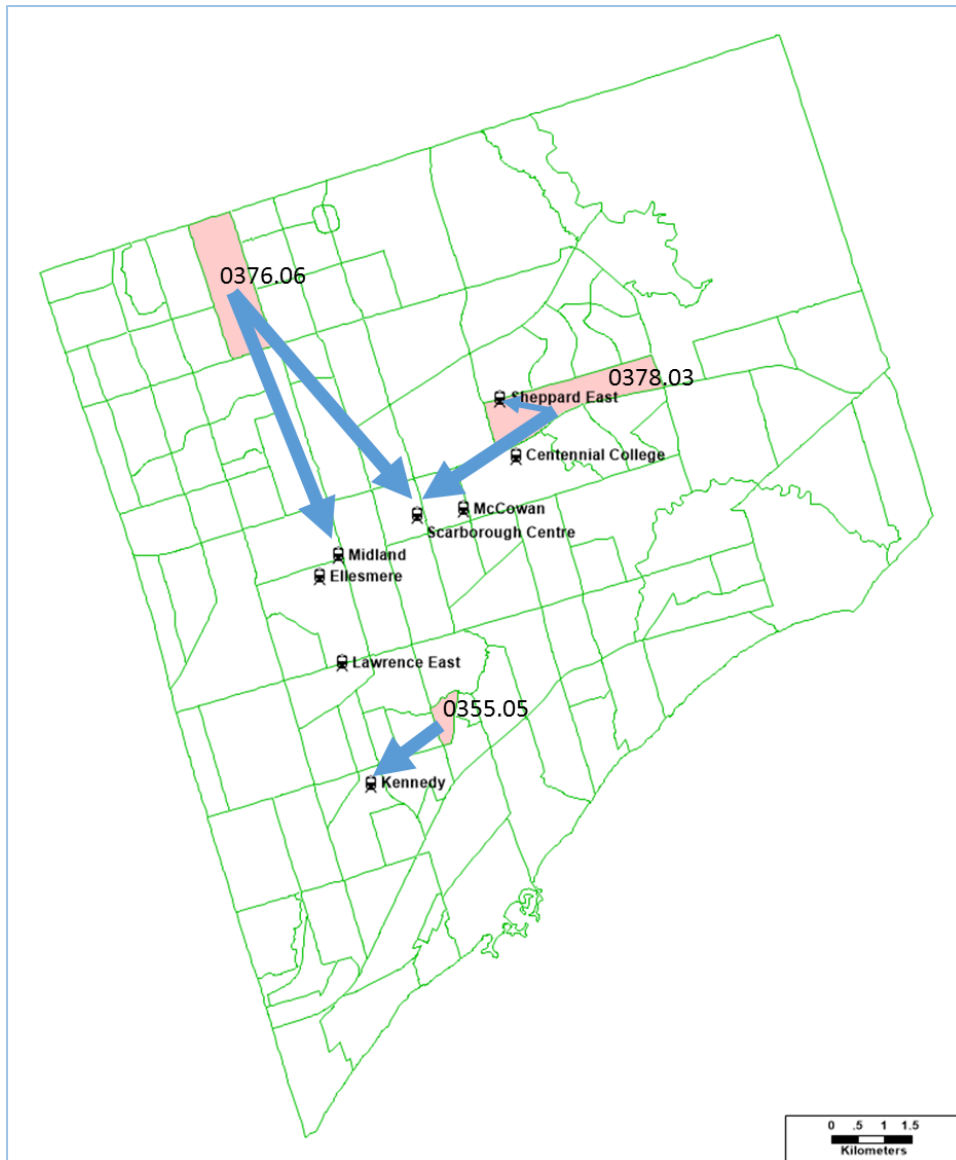 0376.06
0378.03
Sheppard East
Centennial College
McCowan
Scarborough Centre
Midland
Ellesmere
Lawrence East
0355.05
Kennedy
0 .5 1 1.5
Kilometers